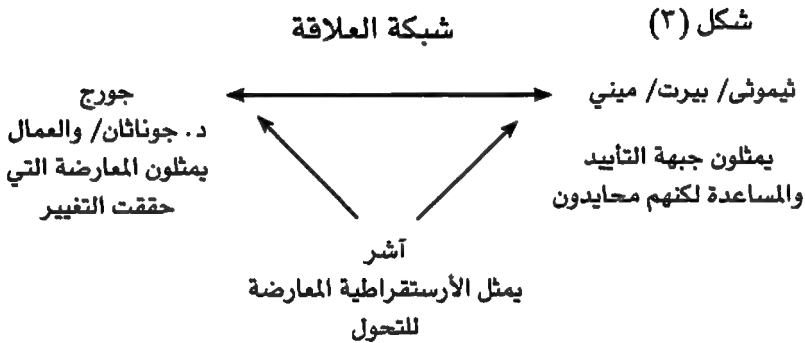 شكل (٣)
شبكة العلاقة
ثيموثى/ بيرت/ ميني
يمثلون جبهة التأييد
والمساعدة لكنهم محايدون
جورج
د. جوناثان/ والعمال
يمثلون المعارضة التي
حققت التغيير
آشر
يمثل الأرستقراطية المعارضة
للتحول